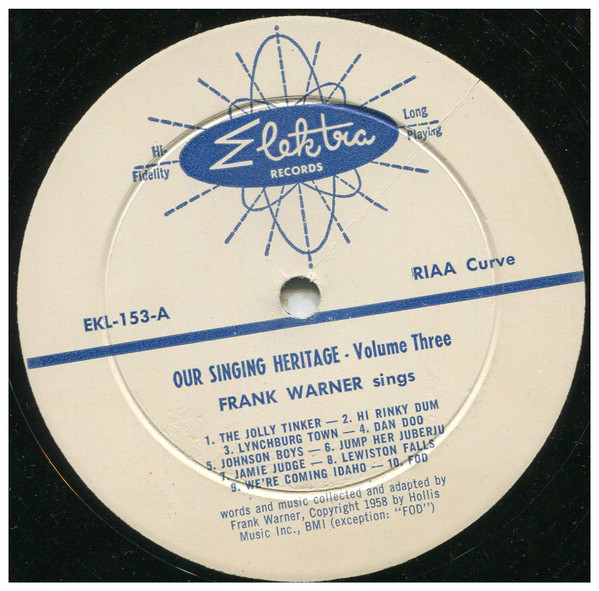 Elektra
RECORDS
Hi-
Fidelity
Long
Playing
RIAA Curve
EKL-153-A
OUR SINGING HERITAGE - Volume Three
FRANK WARNER sings
1. THE JOLLY TINKER — 2. HI RINKY DUM
3. LYNCHBURG TOWN — 4. DAN DOO
5. JOHNSON BOYS — 6. JUMP HER JUBERJU
7. JAMIE JUDGE — 8. LEWISTON FALLS
9. WE'RE COMING IDAHO — 10. FOD
words and music collected and adapted by
Frank Warner, Copyright 1958 by Hollis
Music Inc., BMI (exception: "FOD")